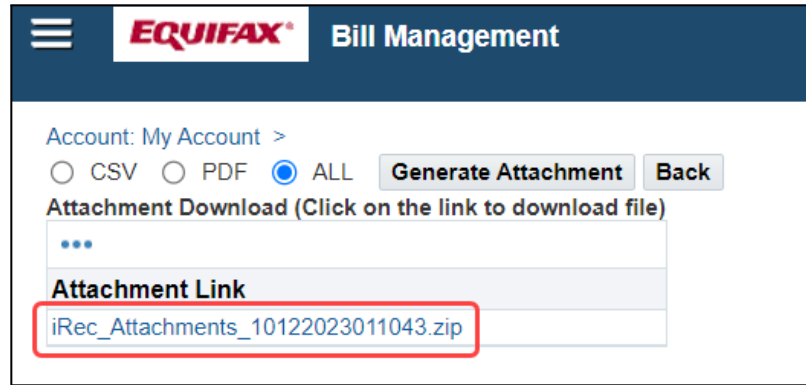 EQUIFAX® Bill Management
Account: My Account >
CSV PDF ALL Generate Attachment Back
Attachment Download (Click on the link to download file)
Attachment Link
iRec_Attachments_10122023011043.zip